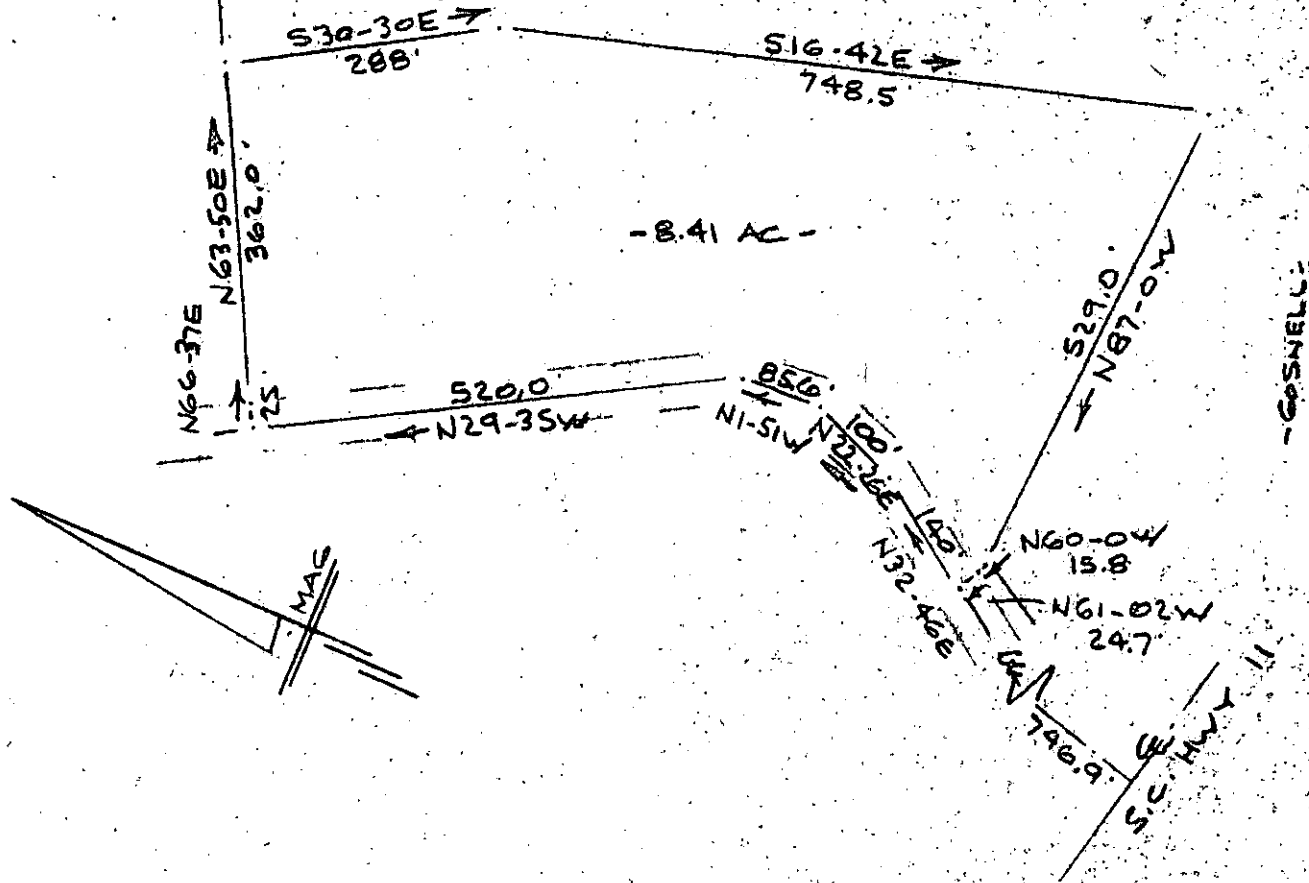 S30-30E
288'
S16-42E
748.5
N63-50E
362.0'
- 8.41 AC -
N66-37E
25'
520.0'
N29-35W
85.6'
N1-51W
100'
N22-26E
140'
N32-46E
529.0'
N87-0W
- GOSNELL -
N60-0W
15.8
N61-02W
24.7
MAG
746.9'
S.C. HWY 11